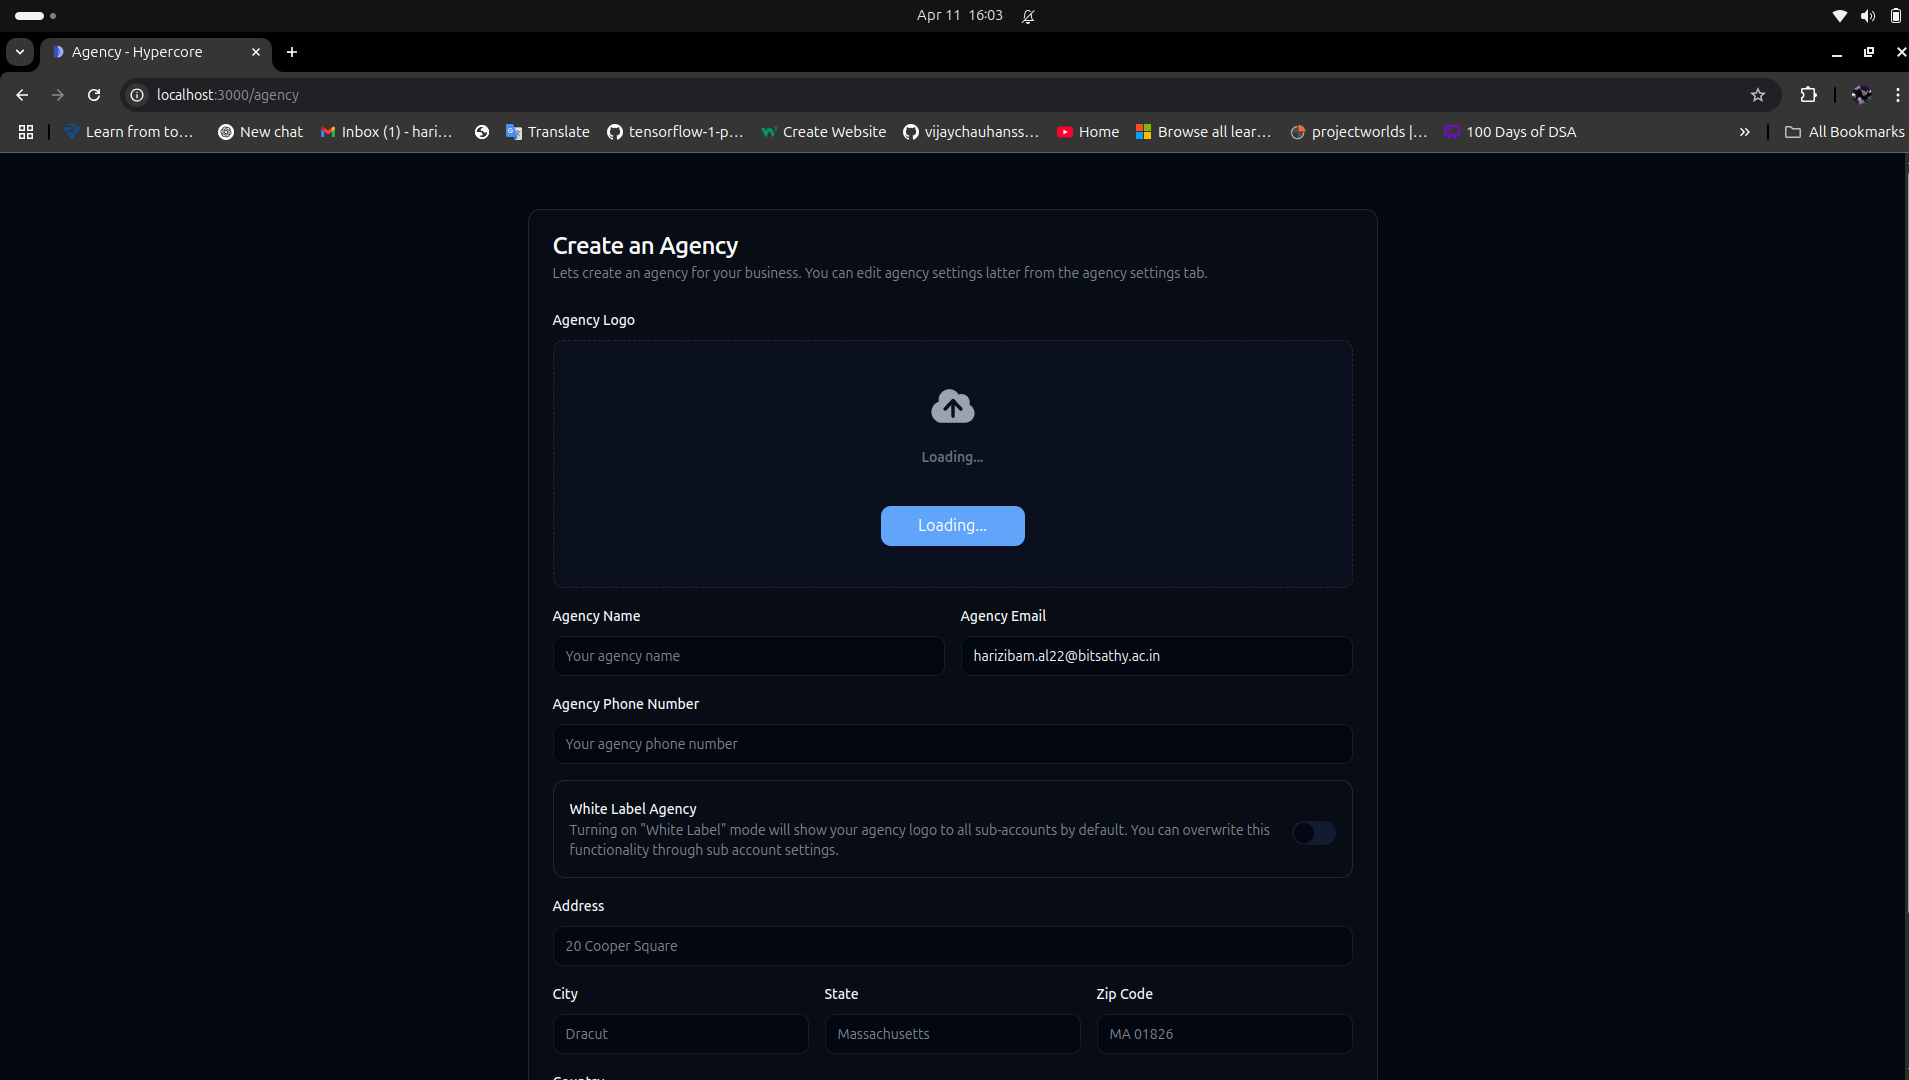 Apr 11 16:03
Agency - Hypercore
localhost:3000/agency
Learn from to... New chat Inbox (1) - hari... Translate tensorflow-1-p... Create Website vijaychauhanss... Home Browse all lear... projectworlds |... 100 Days of DSA » All Bookmarks
Create an Agency
Lets create an agency for your business. You can edit agency settings latter from the agency settings tab.
Agency Logo
Loading...
Loading...
Agency Name Agency Email
Your agency name harizibam.al22@bitsathy.ac.in
Agency Phone Number
Your agency phone number
White Label Agency
Turning on "White Label" mode will show your agency logo to all sub-accounts by default. You can overwrite this
functionality through sub account settings.
Address
20 Cooper Square
City State Zip Code
Dracut Massachusetts MA 01826
Country